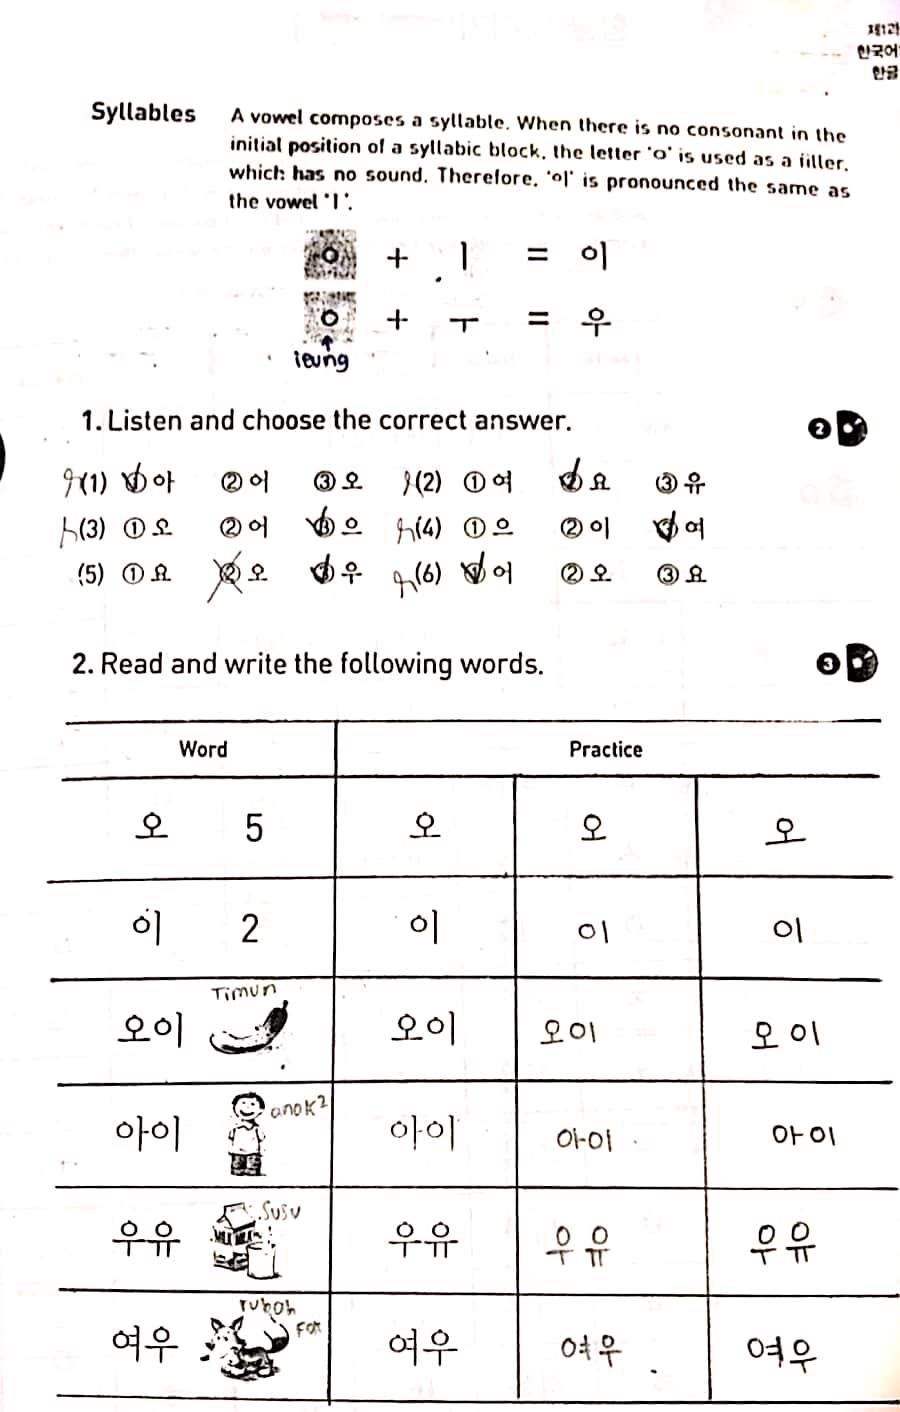 제1과
한국어
한글
Syllables A vowel composes a syllable. When there is no consonant in the
initial position of a syllabic block, the letter 'ㅇ' is used as a filler,
which has no sound. Therefore, '이' is pronounced the same as
the vowel 'ㅣ'.
ㅇ + ㅣ = 이
ㅇ + ㅜ = 우
ieung
1. Listen and choose the correct answer. 2
(1) ① 아 ② 어 ③ 오 (2) ① 여 ② 요 ③ 유
(3) ① 오 ② 어 ③ 으 (4) ① 으 ② 이 ③ 어
(5) ① 요 ② 오 ③ 우 (6) ① 어 ② 오 ③ 요
2. Read and write the following words. 3
Word Practice
오 5 오 오 오
이 2 이 이 이
Timun
오이 오이 오이 오이
anak2
아이 아이 아이 아이
susu
MILK
우유 우유 우유 우유
rubah
Fox
여우 여우 여우 여우